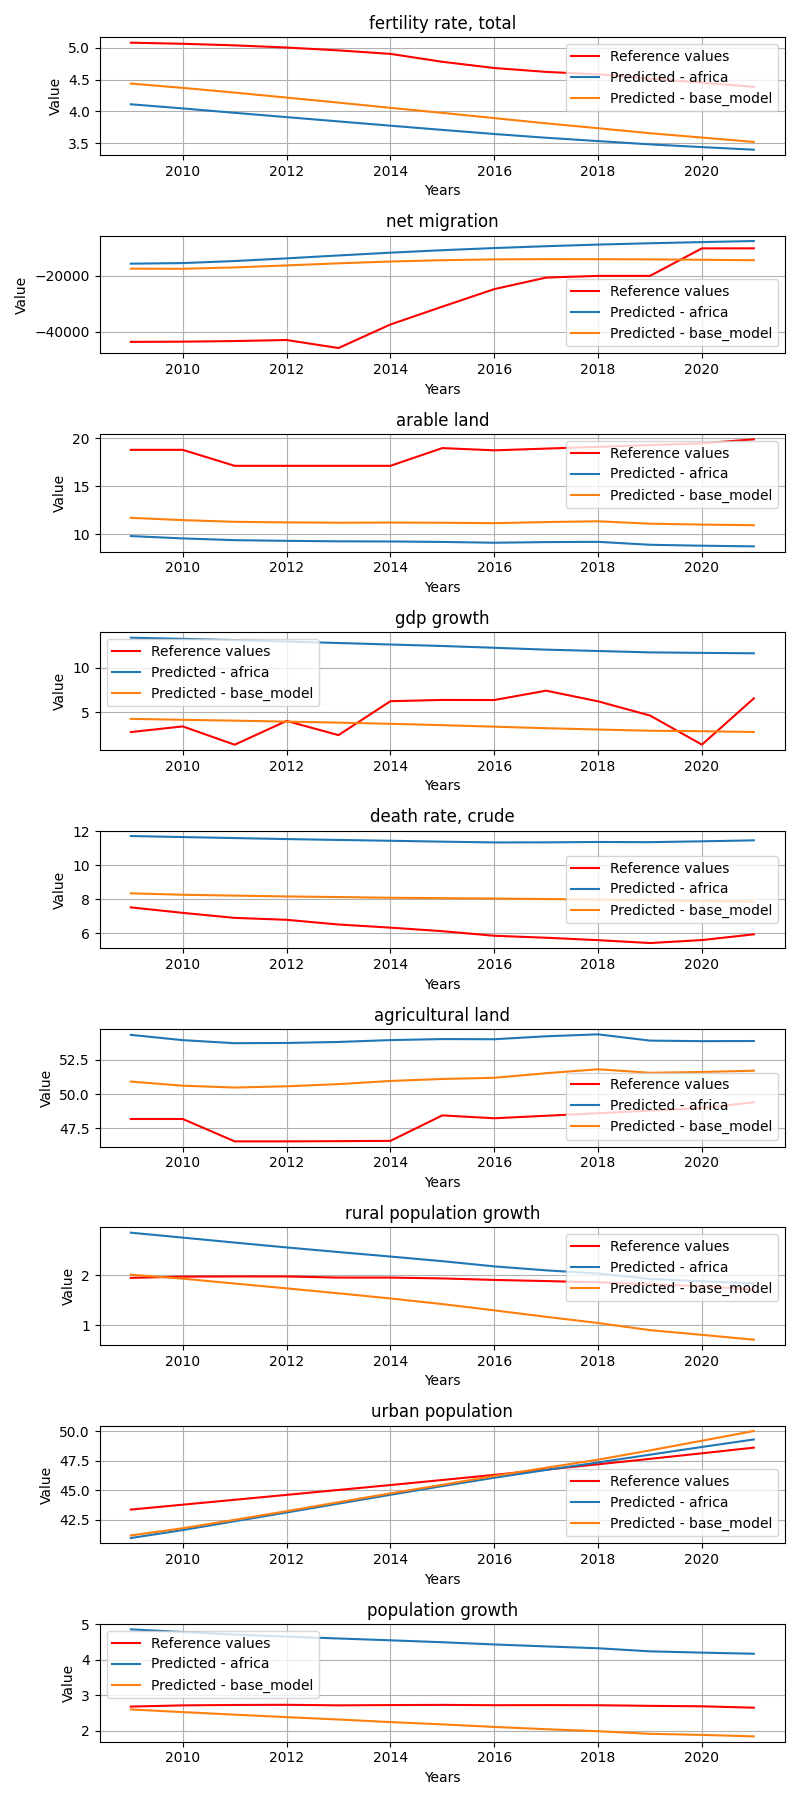 fertility rate, total
5.0
4.5
4.0
3.5
Value
Reference values
Predicted - africa
Predicted - base_model
2010 2012 2014 2016 2018 2020
Years
net migration
−20000
−40000
Value
Reference values
Predicted - africa
Predicted - base_model
2010 2012 2014 2016 2018 2020
Years
arable land
20
15
10
Value
Reference values
Predicted - africa
Predicted - base_model
2010 2012 2014 2016 2018 2020
Years
gdp growth
10
5
Value
Reference values
Predicted - africa
Predicted - base_model
2010 2012 2014 2016 2018 2020
Years
death rate, crude
12
10
8
6
Value
Reference values
Predicted - africa
Predicted - base_model
2010 2012 2014 2016 2018 2020
Years
agricultural land
52.5
50.0
47.5
Value
Reference values
Predicted - africa
Predicted - base_model
2010 2012 2014 2016 2018 2020
Years
rural population growth
2
1
Value
Reference values
Predicted - africa
Predicted - base_model
2010 2012 2014 2016 2018 2020
Years
urban population
50.0
47.5
45.0
42.5
Value
Reference values
Predicted - africa
Predicted - base_model
2010 2012 2014 2016 2018 2020
Years
population growth
5
4
3
2
Value
Reference values
Predicted - africa
Predicted - base_model
2010 2012 2014 2016 2018 2020
Years